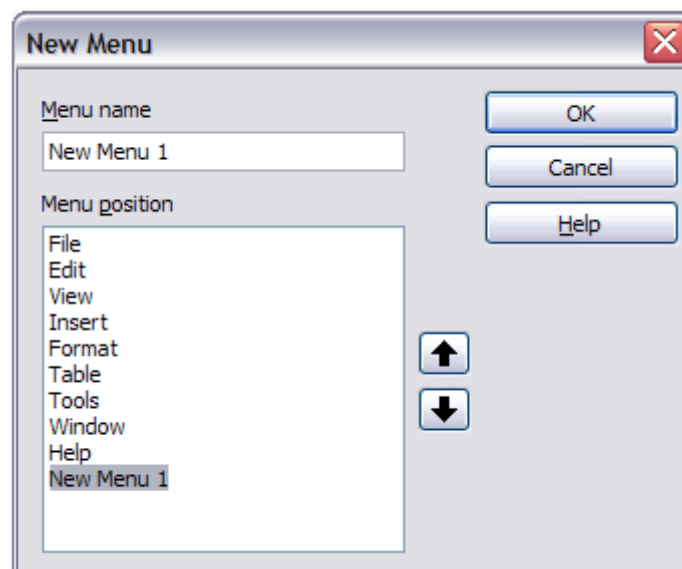 New Menu
Menu name
New Menu 1
Menu position
File
Edit
View
Insert
Format
Table
Tools
Window
Help
New Menu 1
OK
Cancel
Help